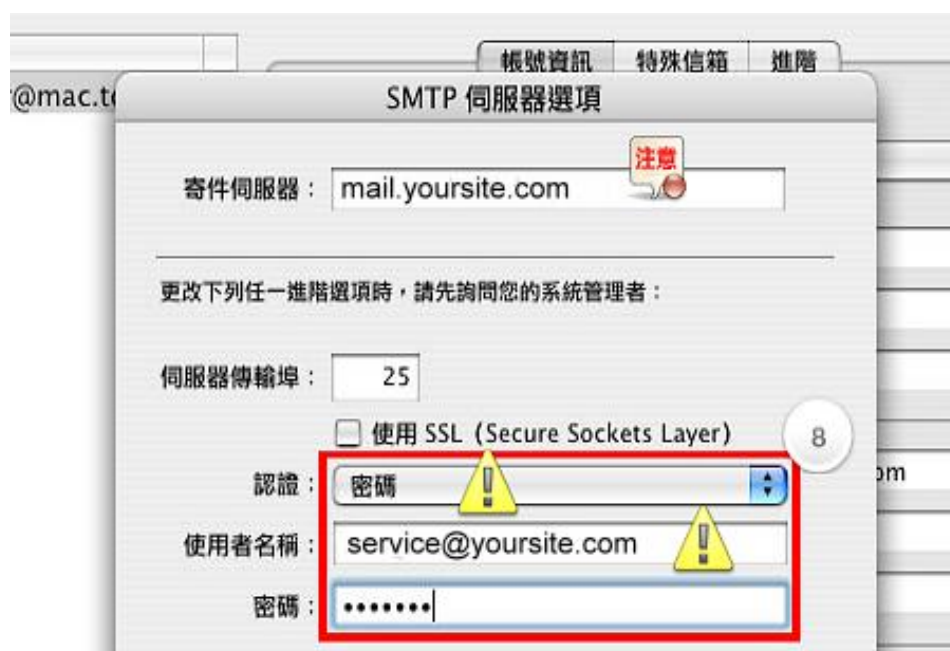 帳號資訊 特殊信箱 進階
@mac.t
SMTP 伺服器選項
注意
寄件伺服器： mail.yoursite.com
更改下列任一進階選項時，請先詢問您的系統管理者：
伺服器傳輸埠： 25
使用 SSL (Secure Sockets Layer)
8
認證： 密碼
om
使用者名稱： service@yoursite.com
密碼： •••••••